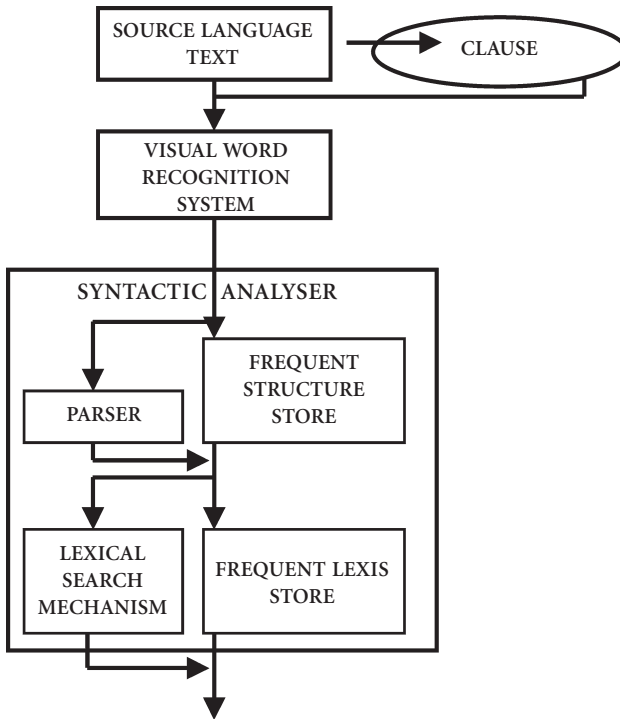 SOURCE LANGUAGE
TEXT
CLAUSE
VISUAL WORD
RECOGNITION
SYSTEM
SYNTACTIC ANALYSER
FREQUENT
STRUCTURE
STORE
PARSER
LEXICAL
SEARCH
MECHANISM
FREQUENT LEXIS
STORE